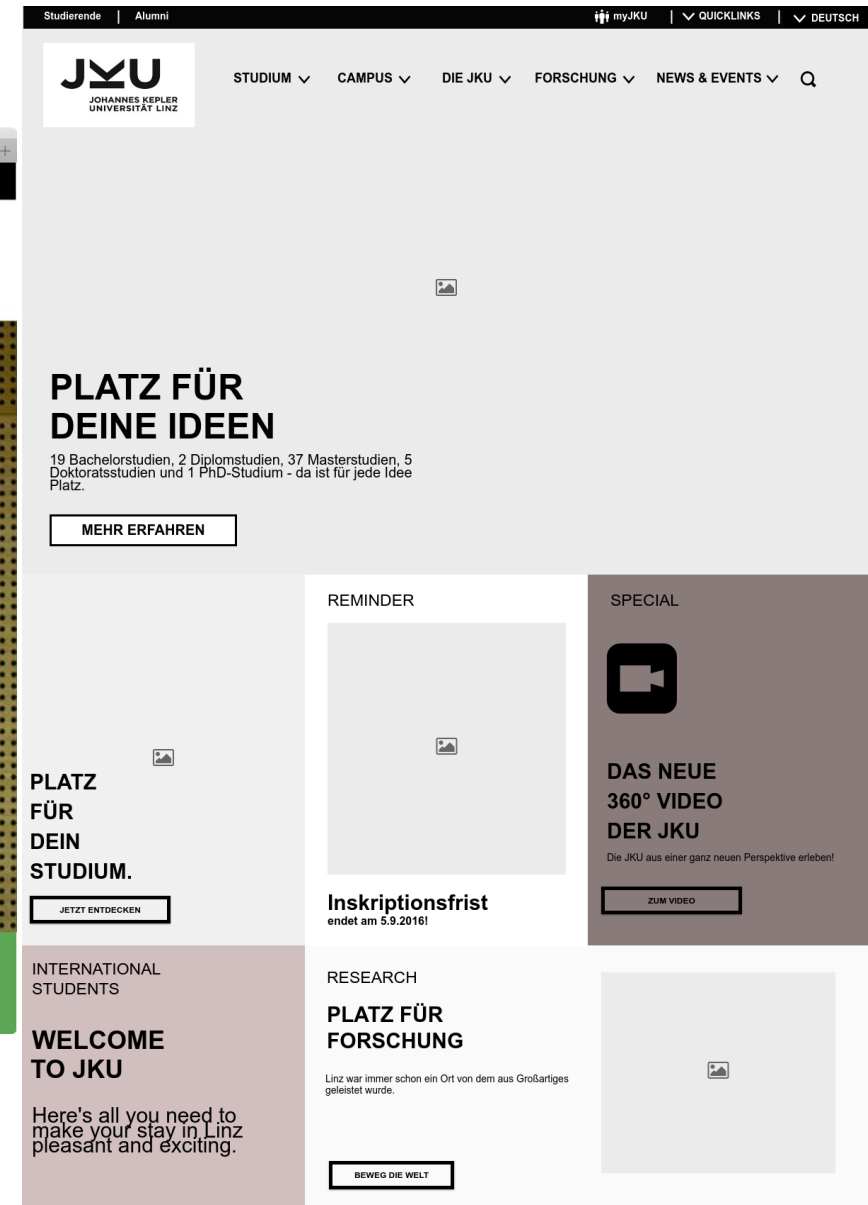 Studierende | Alumni
myJKU | QUICKLINKS | DEUTSCH
JKU
JOHANNES KEPLER
UNIVERSITÄT LINZ
STUDIUM CAMPUS DIE JKU FORSCHUNG NEWS & EVENTS
PLATZ FÜR
DEINE IDEEN
19 Bachelorstudien, 2 Diplomstudien, 37 Masterstudien, 5
Doktoratsstudien und 1 PhD-Studium - da ist für jede Idee
Platz.
MEHR ERFAHREN
PLATZ
FÜR
DEIN
STUDIUM.
JETZT ENTDECKEN
REMINDER
Inskriptionsfrist
endet am 5.9.2016!
SPECIAL
DAS NEUE
360° VIDEO
DER JKU
Die JKU aus einer ganz neuen Perspektive erleben!
ZUM VIDEO
INTERNATIONAL
STUDENTS
WELCOME
TO JKU
Here's all you need to
make your stay in Linz
pleasant and exciting.
RESEARCH
PLATZ FÜR
FORSCHUNG
Linz war immer schon ein Ort von dem aus Großartiges
geleistet wurde.
BEWEG DIE WELT